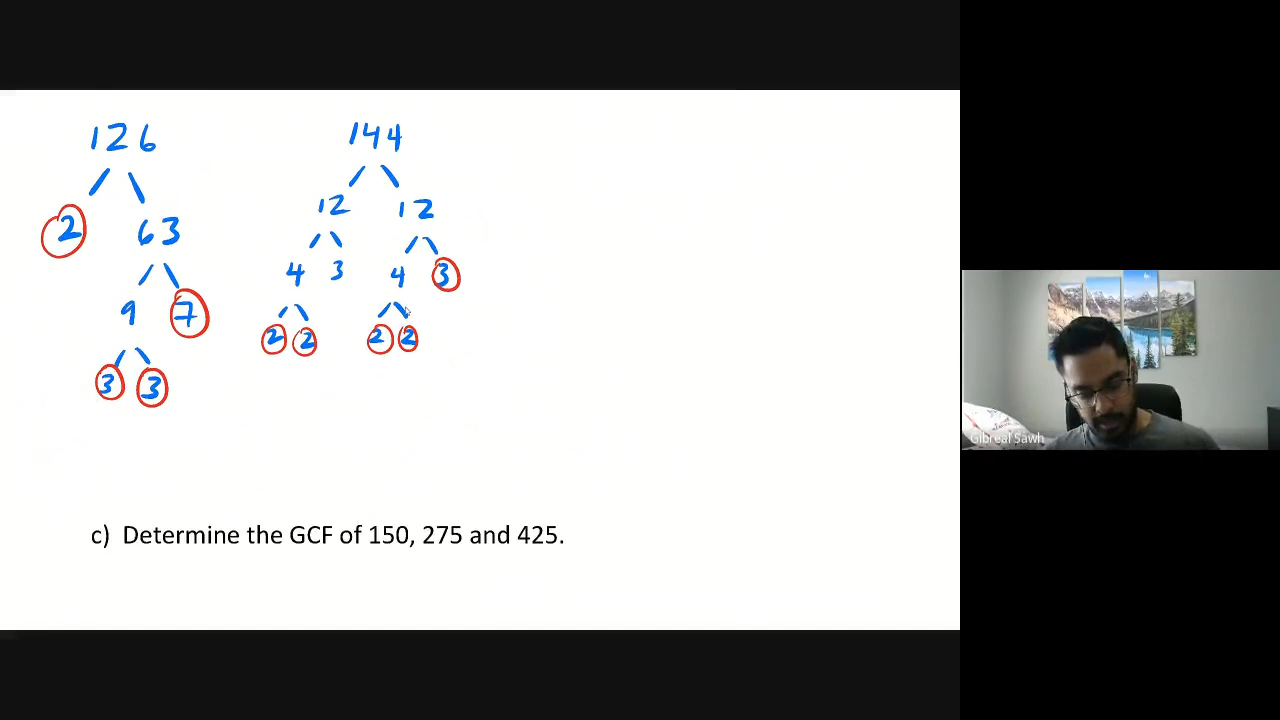 126 144
2 63 12 12
9 7 4 3 4 3
3 3 2 2 2 2
c) Determine the GCF of 150, 275 and 425.
Gibreal Sawh